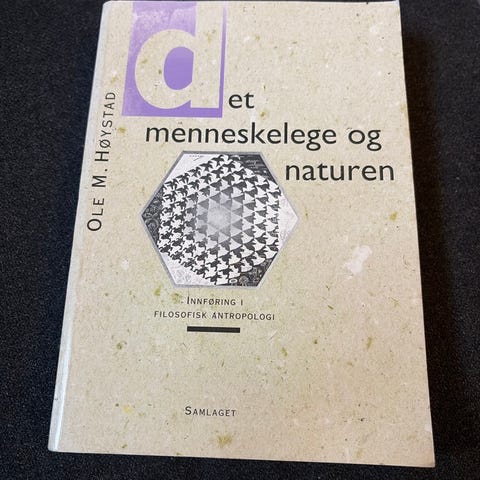 OLE M. HØYSTAD
det
menneskelege og
naturen
INNFØRING I
FILOSOFISK ANTROPOLOGI
SAMLAGET